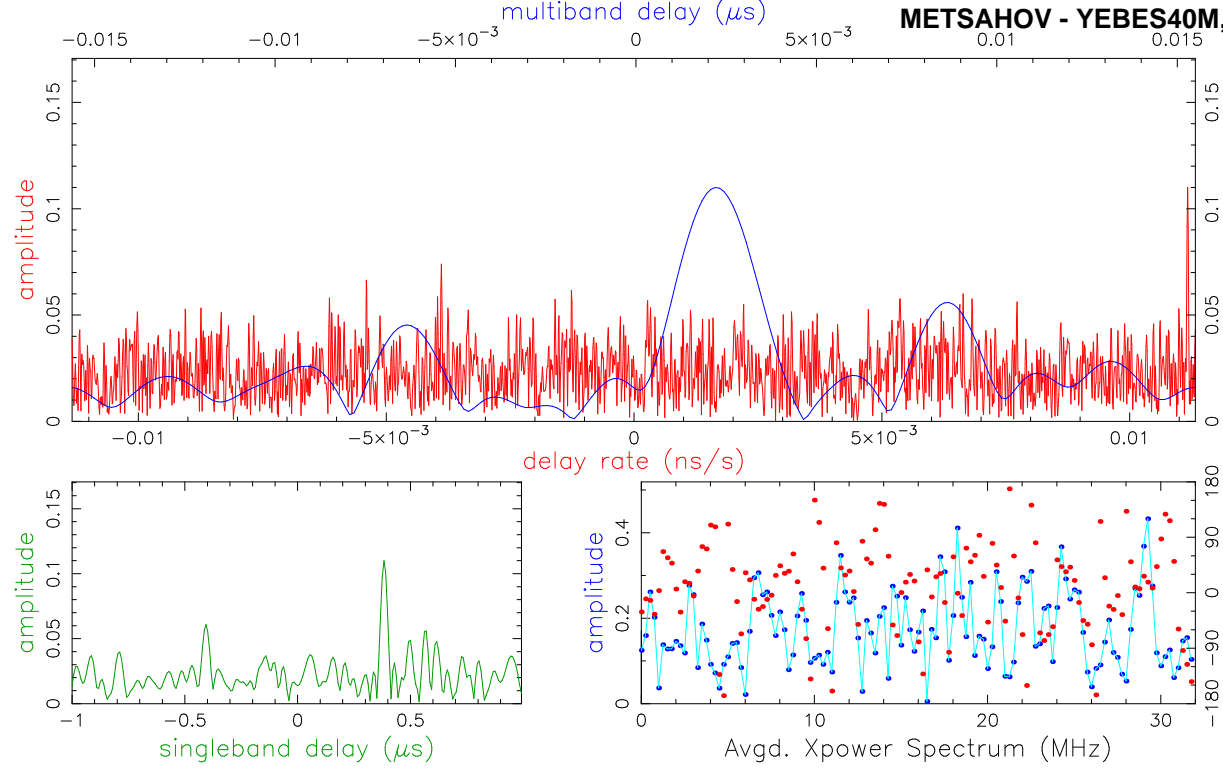 multiband delay (μs)
METSAHOV - YEBES40M,
−0.015 −0.01 −5×10⁻³ 0 5×10⁻³ 0.01 0.015
amplitude
0 0.05 0.1 0.15
0 0.05 0.1 0.15
−0.01 −5×10⁻³ 0 5×10⁻³ 0.01
delay rate (ns/s)
amplitude
0 0.05 0.1 0.15
−1 −0.5 0 0.5
singleband delay (μs)
amplitude
0 0.2 0.4
−180 −90 0 90 180
0 10 20 30
Avgd. Xpower Spectrum (MHz)